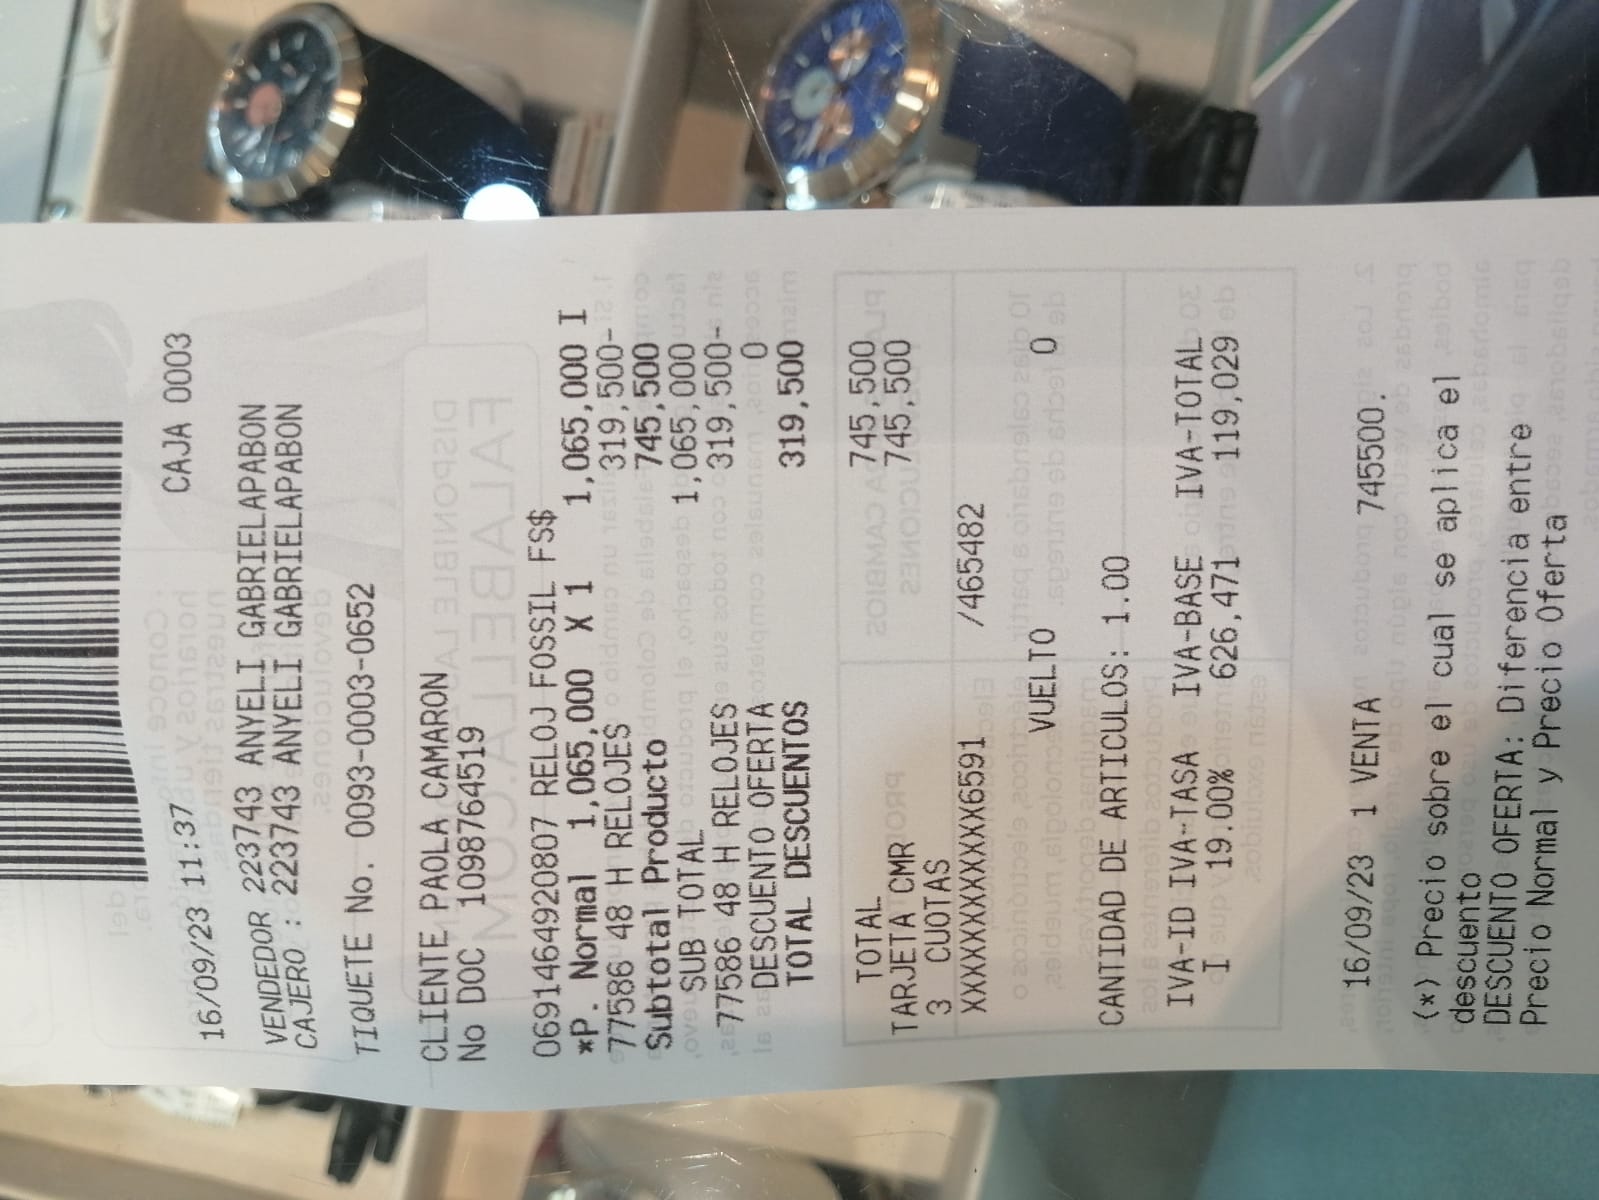 16/09/23 11:37 CAJA 0003
VENDEDOR 223743 ANYELI GABRIELAPABON
CAJERO : 223743 ANYELI GABRIELAPABON
TIQUETE No. 0093-0003-0652
CLIENTE PAOLA CAMARON
No DOC 1098764519
0691464920807 RELOJ FOSSIL FS$
*P. Normal 1,065,000 X 1 1,065,000 I
77586 48 H RELOJES 319,500-
Subtotal Producto 745,500
SUB TOTAL 1,065,000
77586 48 H RELOJES 319,500-
DESCUENTO OFERTA 0
TOTAL DESCUENTOS 319,500
TOTAL 745,500
TARJETA CMR 745,500
3 CUOTAS
XXXXXXXXXXXX6591 /465482
VUELTO 0
CANTIDAD DE ARTICULOS: 1.00
IVA-ID IVA-TASA IVA-BASE IVA-TOTAL
I 19.00% 626,471 119,029
16/09/23 1 VENTA 745500.
(*) Precio sobre el cual se aplica el
descuento
DESCUENTO OFERTA: Diferencia entre
Precio Normal y Precio Oferta